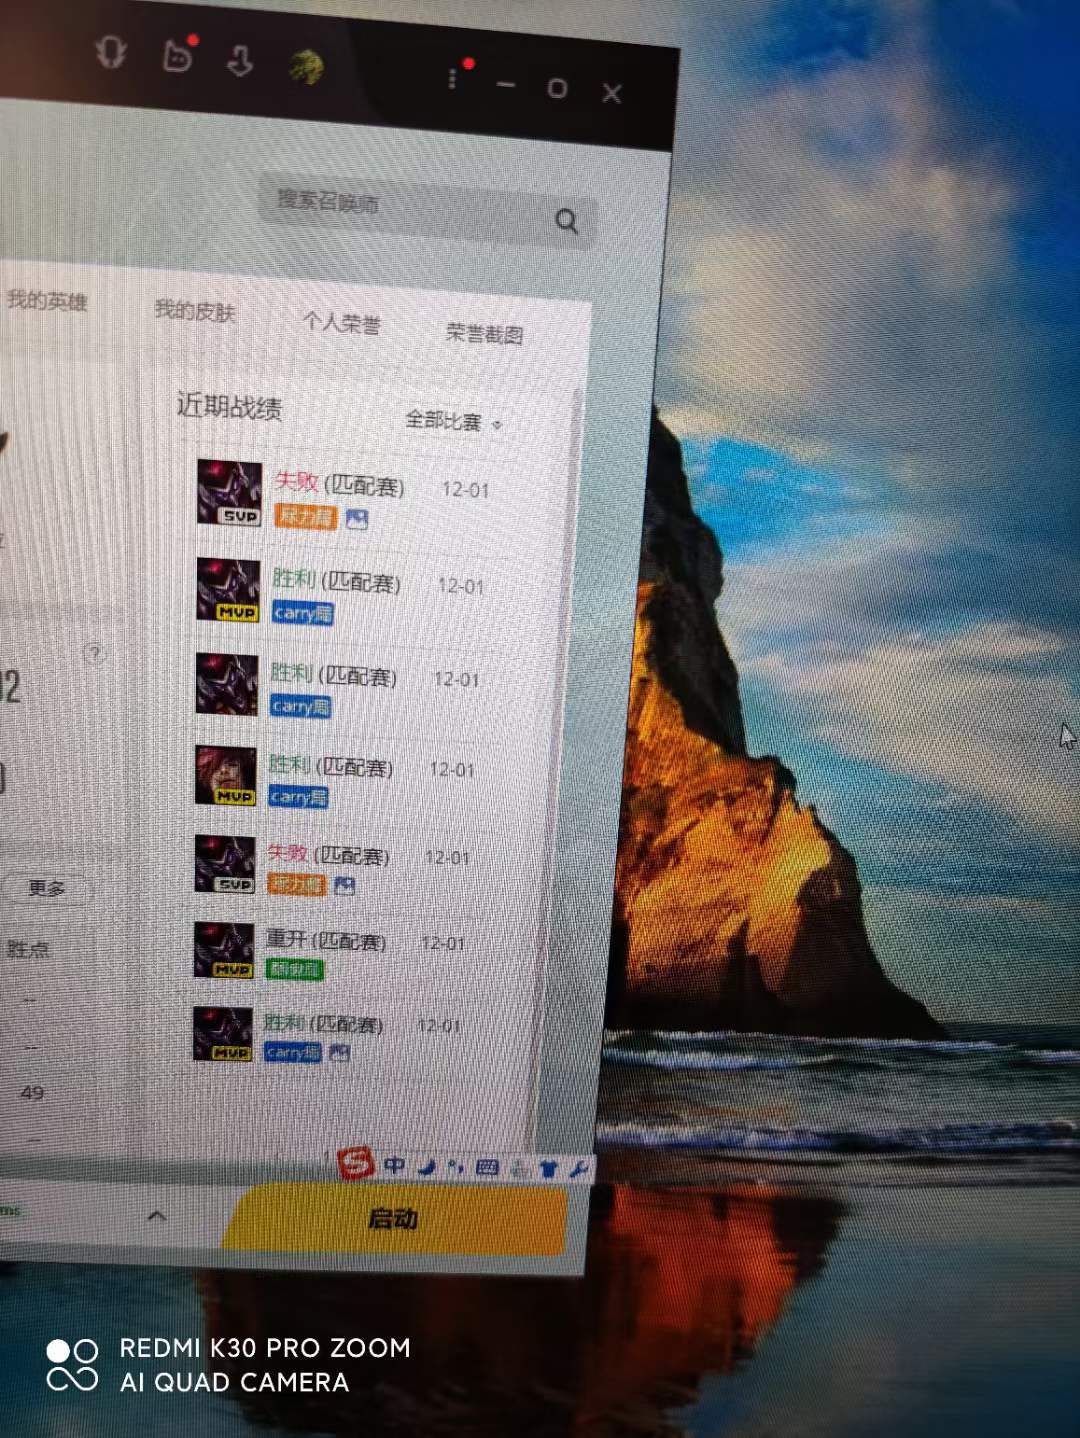 搜索召唤师
我的英雄 我的皮肤 个人荣誉 荣誉截图
近期战绩 全部比赛
失败 (匹配赛) 12-01
SVP
胜利 (匹配赛) 12-01
MVP carry局
胜利 (匹配赛) 12-01
carry局
胜利 (匹配赛) 12-01
MVP carry局
失败 (匹配赛) 12-01
SVP
更多
重开 (匹配赛) 12-01
MVP
胜点
胜利 (匹配赛) 12-01
MVP carry局
--
--
49
中
ms
启动
REDMI K30 PRO ZOOM
AI QUAD CAMERA